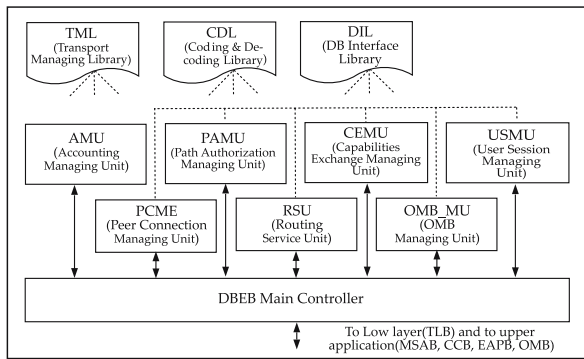 TML
(Transport
Managing Library)
CDL
(Coding & De-
coding Library)
DIL
(DB Interface
Library
AMU
(Accounting
Managing Unit)
PAMU
(Path Authorization
Managing Unit)
CEMU
(Capabilities
Exchange Managing
Unit)
USMU
(User Session
Managing
Unit)
PCME
(Peer Connection
Managing Unit)
RSU
(Routing
Service Unit)
OMB_MU
(OMB
Managing Unit)
DBEB Main Controller
To Low layer(TLB) and to upper
application(MSAB, CCB, EAPB, OMB)